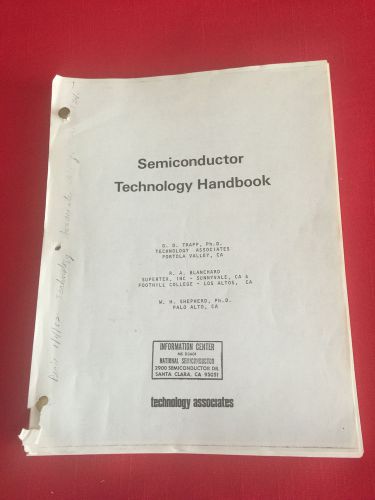 Semiconductor
Technology Handbook
O. D. TRAPP, Ph.D.
TECHNOLOGY ASSOCIATES
PORTOLA VALLEY, CA
R. A. BLANCHARD
SUPERTEX, INC - SUNNYVALE, CA &
FOOTHILL COLLEGE - LOS ALTOS, CA
W. H. SHEPHERD, Ph.D.
PALO ALTO, CA
INFORMATION CENTER
NATIONAL SEMICONDUCTOR
2900 SEMICONDUCTOR DR.
SANTA CLARA, CA 95051
technology associates